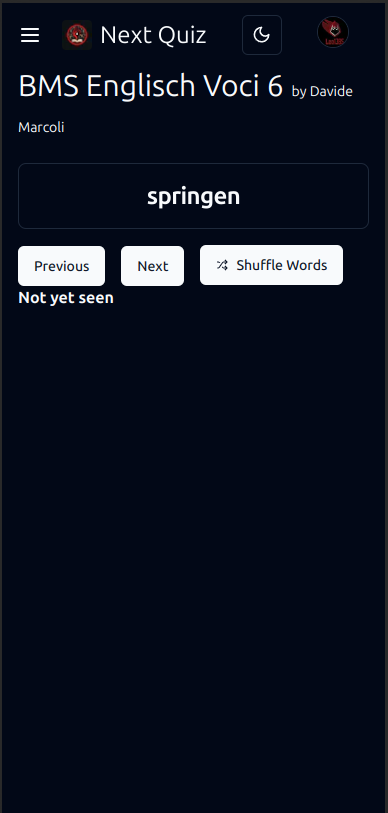 Next Quiz
BMS Englisch Voci 6 by Davide
Marcoli
springen
Previous Next Shuffle Words
Not yet seen